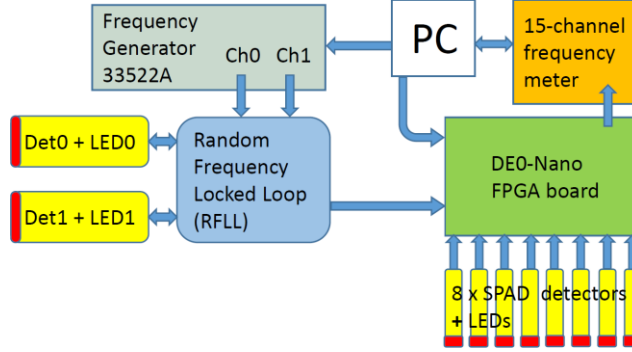 Frequency
Generator
33522A
Ch0 Ch1
PC
15-channel
frequency
meter
Det0 + LED0
Det1 + LED1
Random
Frequency
Locked Loop
(RFLL)
DE0-Nano
FPGA board
8 x SPAD detectors
+ LEDs